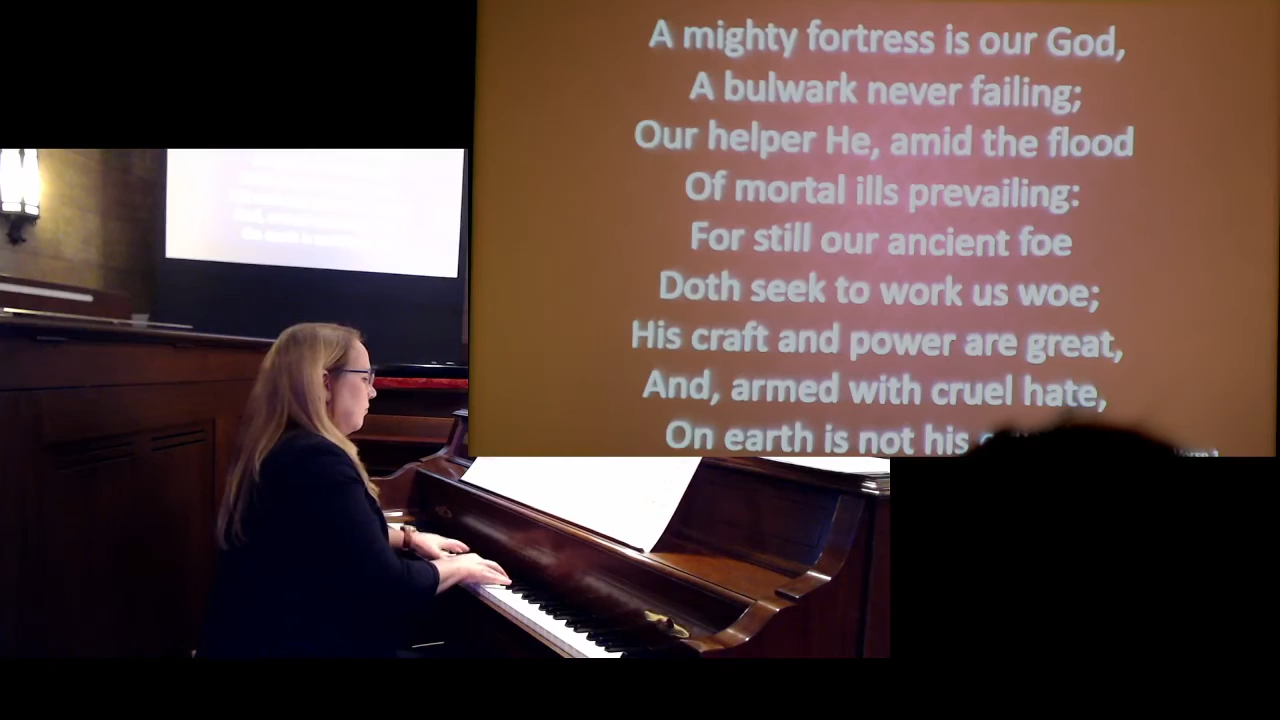 A mighty fortress is our God,
A bulwark never failing;
Our helper He, amid the flood
Of mortal ills prevailing:
For still our ancient foe
Doth seek to work us woe;
His craft and power are great,
And, armed with cruel hate,
On earth is not his